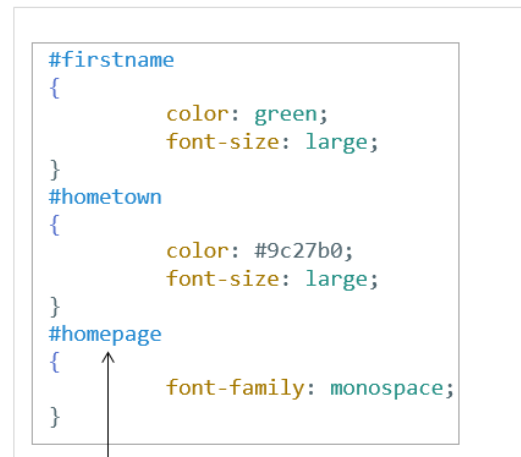 #firstname
{
color: green;
font-size: large;
}
#hometown
{
color: #9c27b0;
font-size: large;
}
#homepage
{
font-family: monospace;
}